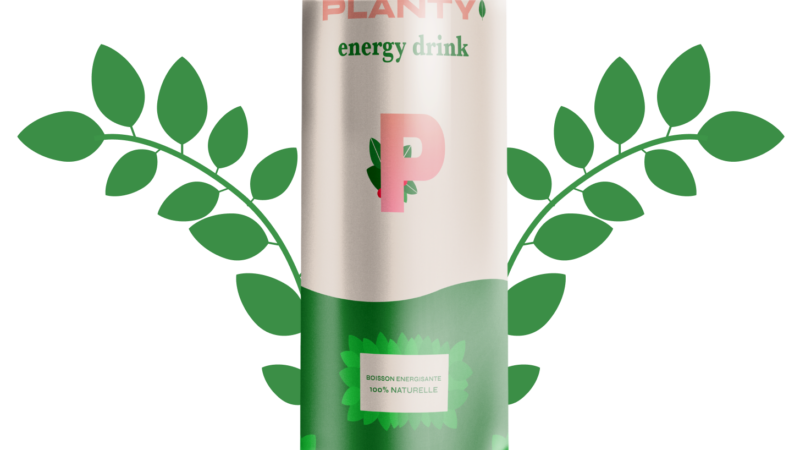 PLANTY
energy drink
P
BOISSON ENERGISANTE
100% NATURELLE